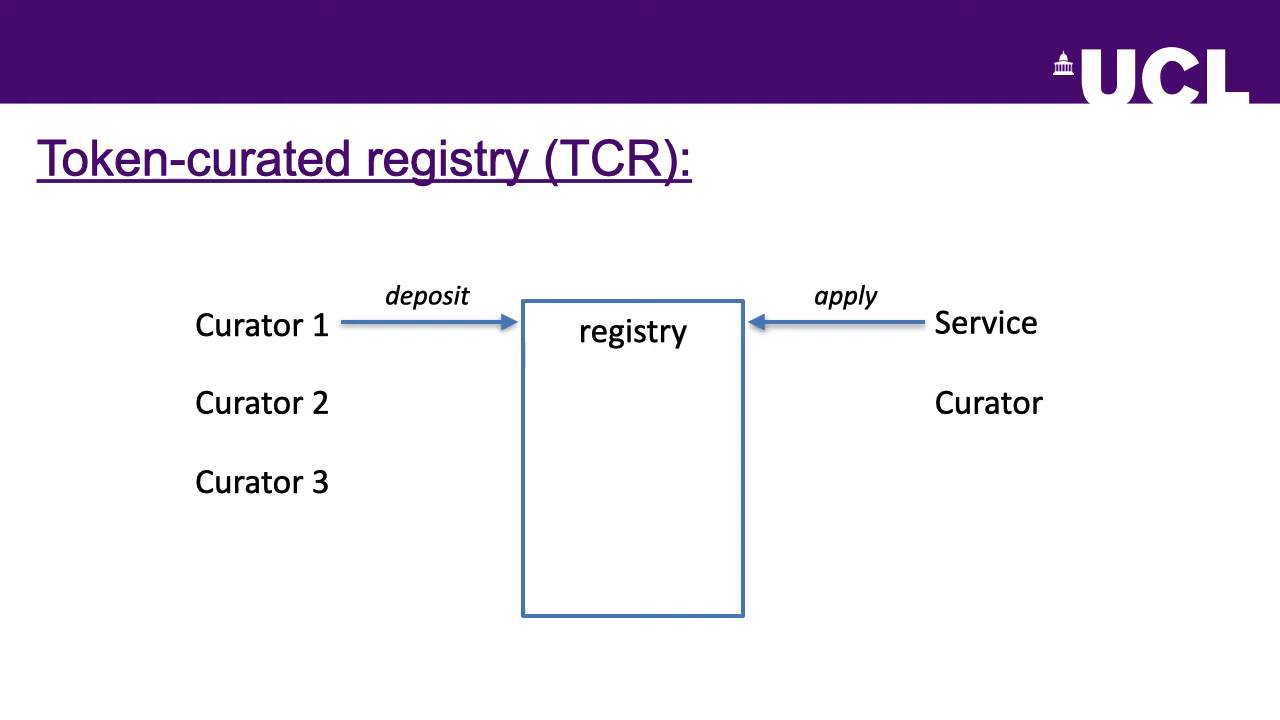 UCL
Token-curated registry (TCR):
deposit
apply
Curator 1
registry
Service
Curator 2
Curator
Curator 3